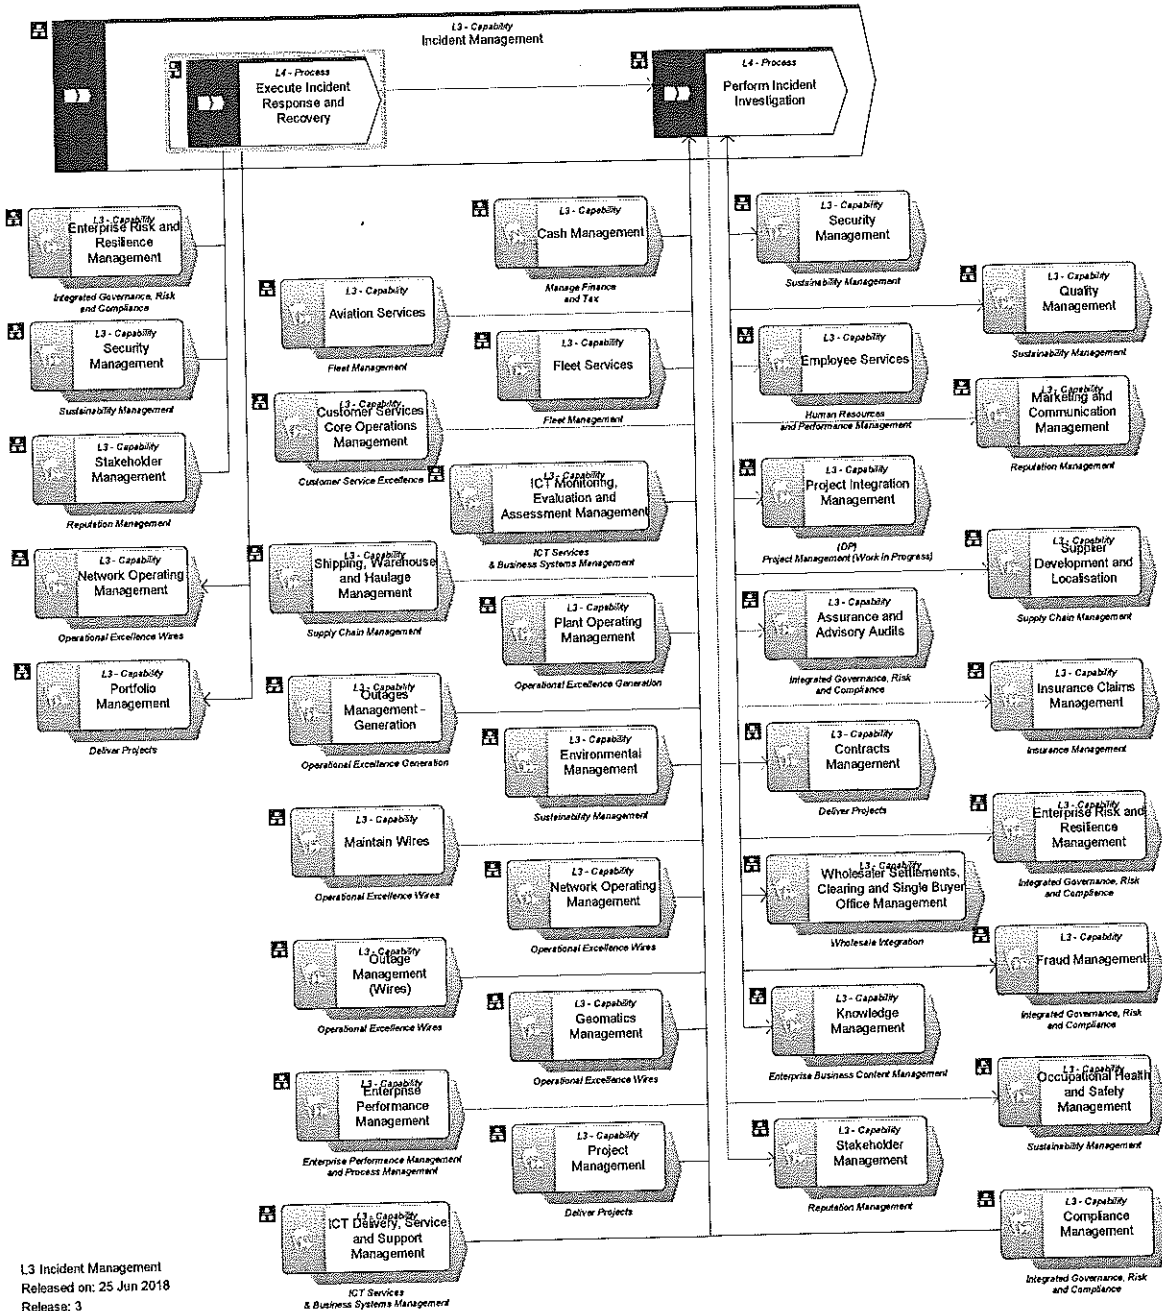 L3 - Capability
Incident Management
L4 - Process
Execute Incident
Response and
Recovery
L4 - Process
Perform Incident
Investigation
L3 - Capability
Enterprise Risk and
Resilience
Management
Integrated Governance, Risk
and Compliance
L3 - Capability
Security
Management
Sustainability Management
L3 - Capability
Stakeholder
Management
Reputation Management
L3 - Capability
Network Operating
Management
Operational Excellence Wires
L3 - Capability
Portfolio
Management
Deliver Projects
L3 - Capability
Aviation Services
Fleet Management
L3 - Capability
Customer Services
Core Operations
Management
Customer Service Excellence
L3 - Capability
Shipping, Warehouse
and Haulage
Management
Supply Chain Management
L3 - Capability
Outages
Management -
Generation
Operational Excellence Generation
L3 - Capability
Maintain Wires
Operational Excellence Wires
L3 - Capability
Outage
Management
(Wires)
Operational Excellence Wires
L3 - Capability
Enterprise
Performance
Management
Enterprise Performance Management
and Process Management
L3 - Capability
ICT Delivery, Service
and Support
Management
ICT Services
& Business Systems Management
L3 - Capability
Cash Management
Manage Finance
and Tax
L3 - Capability
Fleet Services
Fleet Management
L3 - Capability
ICT Monitoring,
Evaluation and
Assessment Management
ICT Services
& Business Systems Management
L3 - Capability
Plant Operating
Management
Operational Excellence Generation
L3 - Capability
Environmental
Management
Sustainability Management
L3 - Capability
Network Operating
Management
Operational Excellence Wires
L3 - Capability
Geomatics
Management
Operational Excellence Wires
L3 - Capability
Project
Management
Deliver Projects
L3 - Capability
Security
Management
Sustainability Management
L3 - Capability
Employee Services
Human Resources
and Performance Management
L3 - Capability
Project Integration
Management
(DP)
Project Management (Work in Progress)
L3 - Capability
Assurance and
Advisory Audits
Integrated Governance, Risk
and Compliance
L3 - Capability
Contracts
Management
Deliver Projects
L3 - Capability
Wholesaler Settlements,
Clearing and Single Buyer
Office Management
Wholesale Integration
L3 - Capability
Knowledge
Management
Enterprise Business Content Management
L3 - Capability
Stakeholder
Management
Reputation Management
L3 - Capability
Quality
Management
Sustainability Management
L3 - Capability
Marketing and
Communication
Management
Reputation Management
L3 - Capability
Supplier
Development and
Localisation
Supply Chain Management
L3 - Capability
Insurance Claims
Management
Insurance Management
L3 - Capability
Enterprise Risk and
Resilience
Management
Integrated Governance, Risk
and Compliance
L3 - Capability
Fraud Management
Integrated Governance, Risk
and Compliance
L3 - Capability
Occupational Health
and Safety
Management
Sustainability Management
L3 - Capability
Compliance
Management
Integrated Governance, Risk
and Compliance
L3 Incident Management
Released on: 25 Jun 2018
Release: 3